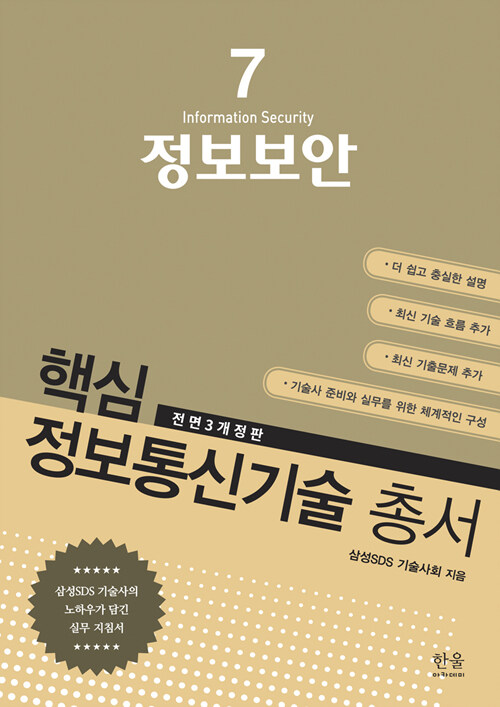 7
Information Security
정보보안
• 더 쉽고 충실한 설명
• 최신 기술 흐름 추가
• 최신 기출문제 추가
• 기술사 준비와 실무를 위한 체계적인 구성
핵심
전면3개정판
정보통신기술 총서
삼성SDS 기술사회 지음
★★★★★
삼성SDS 기술사의
노하우가 담긴
실무 지침서
★★★★★
한울
아카데미